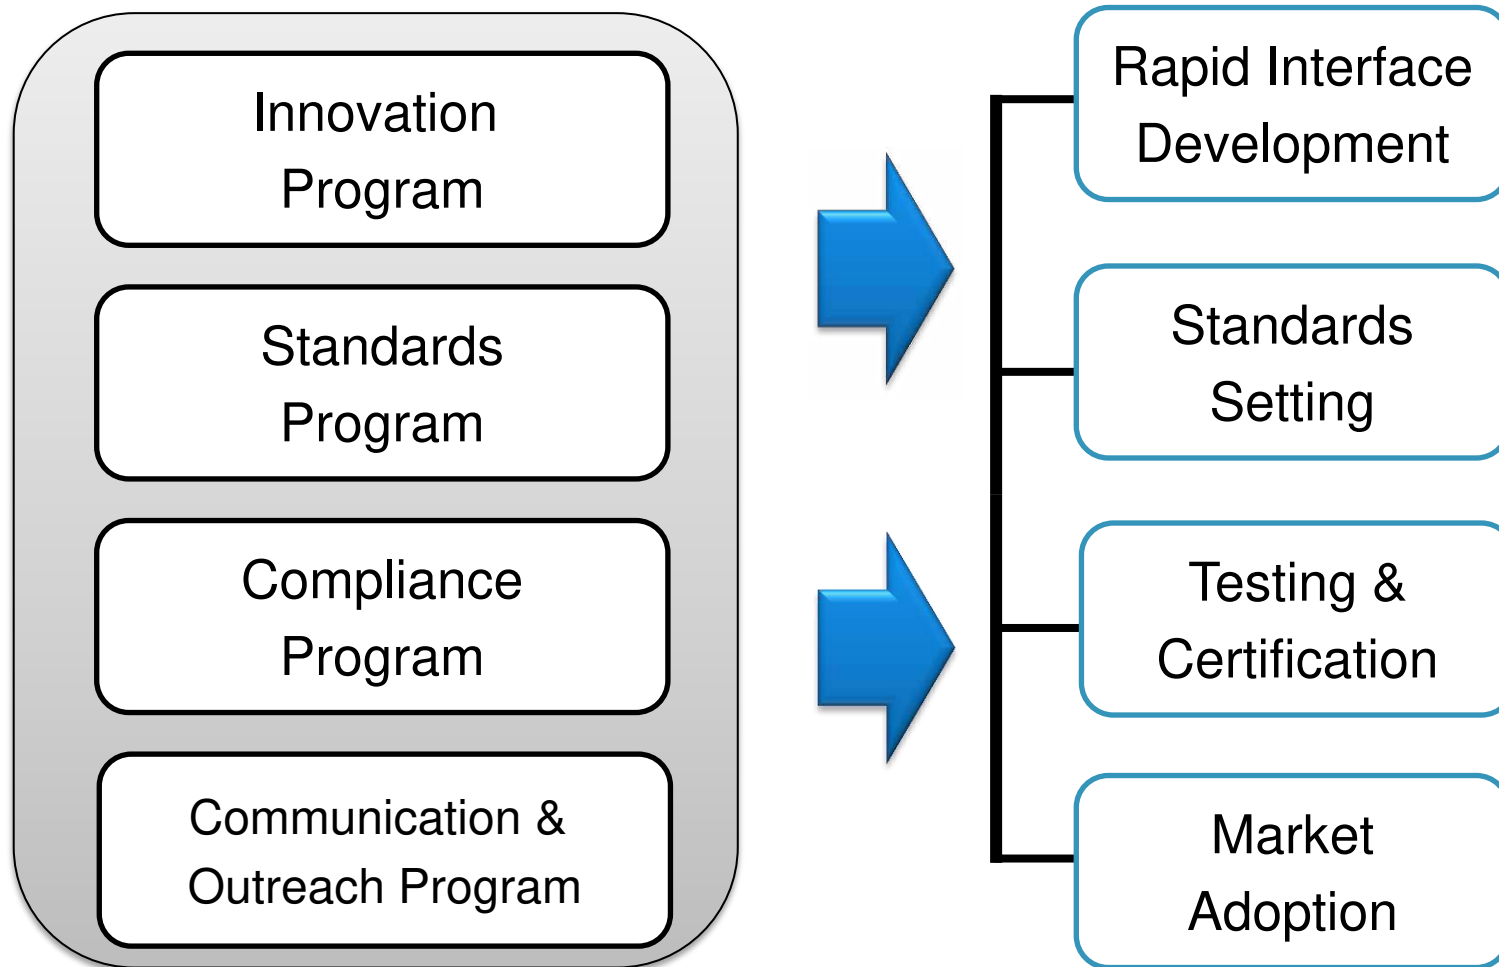 Innovation
Program
Standards
Program
Compliance
Program
Communication &
Outreach Program
Rapid Interface
Development
Standards
Setting
Testing &
Certification
Market
Adoption